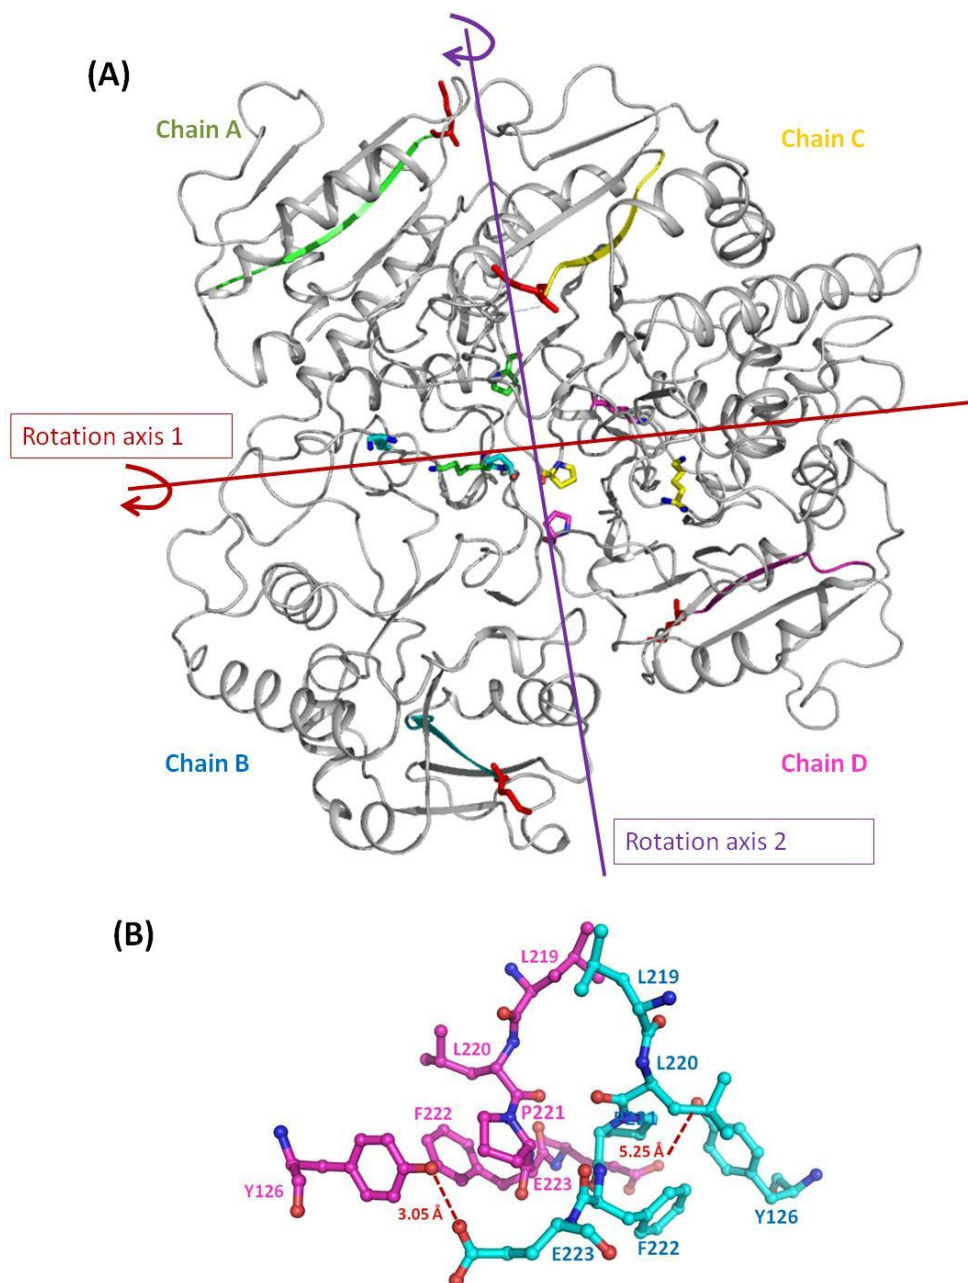 (A)
Chain A
Chain C
Rotation axis 1
Chain B
Chain D
Rotation axis 2
(B)
L219
L219
L220
L220
F222
P221
5.25 Å
E223
Y126
3.05 Å
Y126
E223
F222